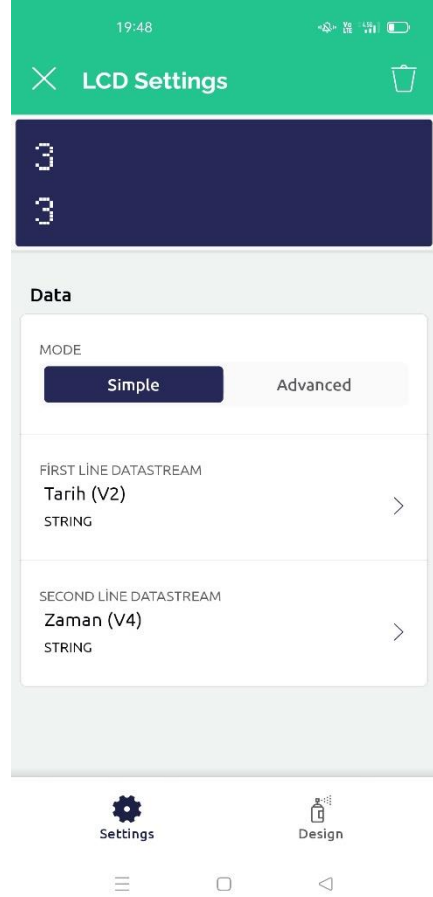 19:48
LCD Settings
3
3
Data
MODE
Simple Advanced
FİRST LİNE DATASTREAM
Tarih (V2)
STRING
SECOND LİNE DATASTREAM
Zaman (V4)
STRING
Settings Design